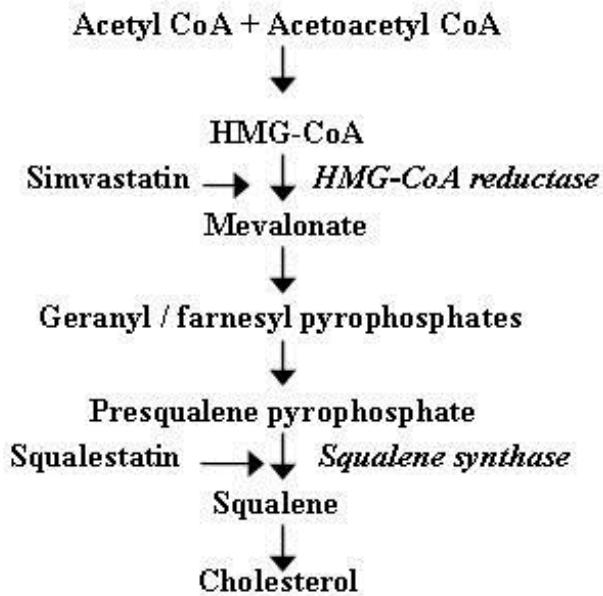 Acetyl CoA + Acetoacetyl CoA
HMG-CoA
Simvastatin HMG-CoA reductase
Mevalonate
Geranyl / farnesyl pyrophosphates
Presqualene pyrophosphate
Squalestatin Squalene synthase
Squalene
Cholesterol